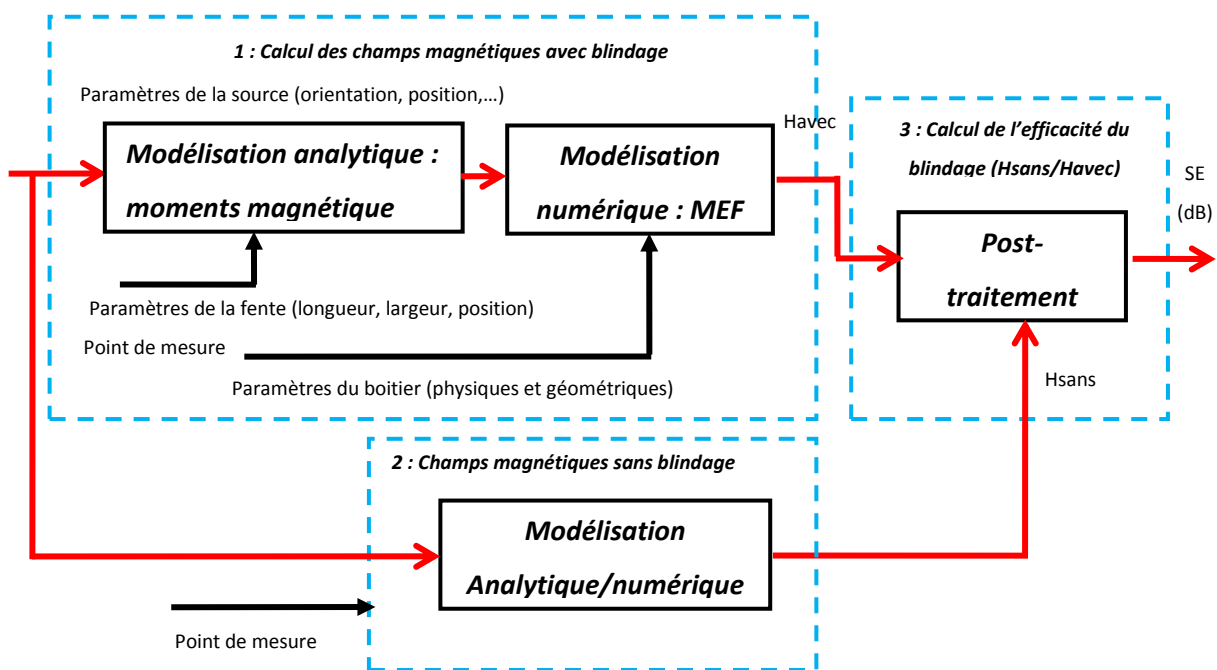 1 : Calcul des champs magnétiques avec blindage
Paramètres de la source (orientation, position,…)
Modélisation analytique :
moments magnétique
Modélisation
numérique : MEF
Havec
3 : Calcul de l'efficacité du
blindage (Hsans/Havec)
SE
(dB)
Post-
traitement
Paramètres de la fente (longueur, largeur, position)
Point de mesure
Paramètres du boitier (physiques et géométriques)
Hsans
2 : Champs magnétiques sans blindage
Modélisation
Analytique/numérique
Point de mesure